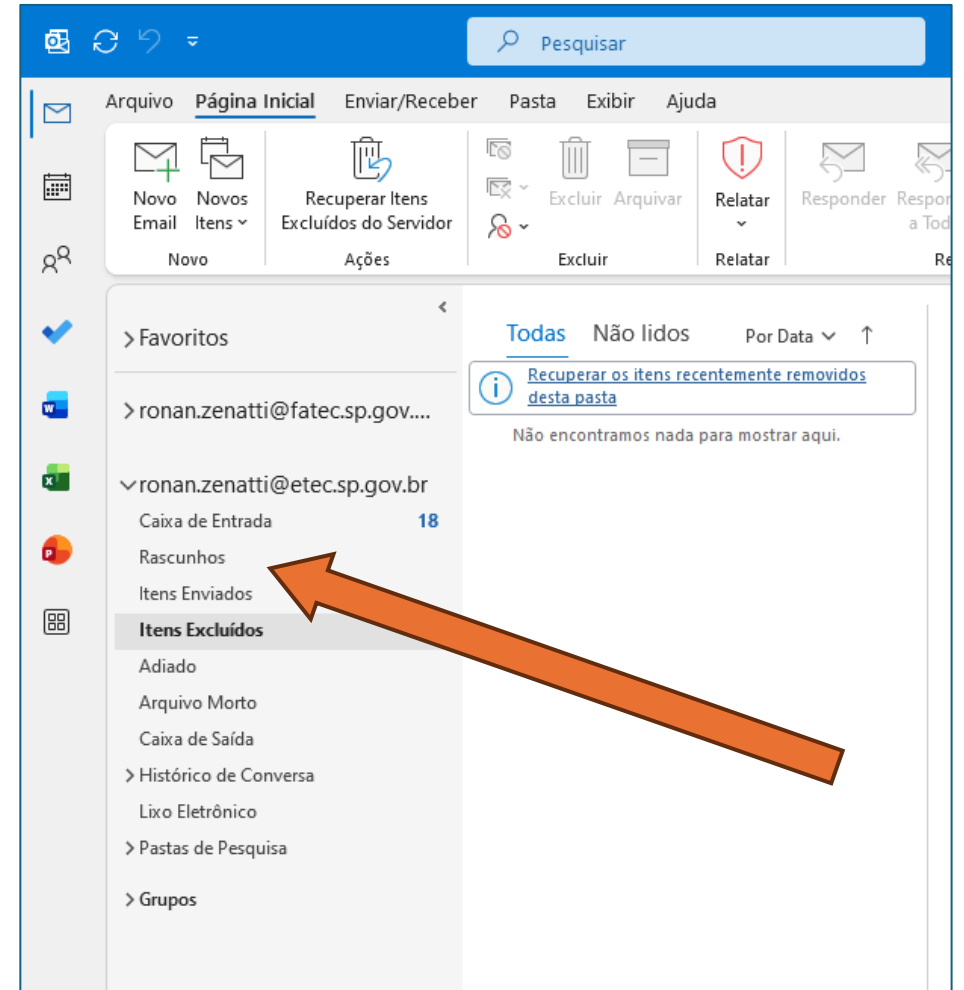 Pesquisar
Arquivo Página Inicial Enviar/Receber Pasta Exibir Ajuda
Novo Email
Novos Itens
Recuperar Itens Excluídos do Servidor
Excluir
Arquivar
Relatar
Responder
Novo
Ações
Excluir
Relatar
Favoritos
ronan.zenatti@fatec.sp.gov....
ronan.zenatti@etec.sp.gov.br
Caixa de Entrada 18
Rascunhos
Itens Enviados
Itens Excluídos
Adiado
Arquivo Morto
Caixa de Saída
Histórico de Conversa
Lixo Eletrônico
Pastas de Pesquisa
Grupos
Todas Não lidos Por Data
Recuperar os itens recentemente removidos
desta pasta
Não encontramos nada para mostrar aqui.